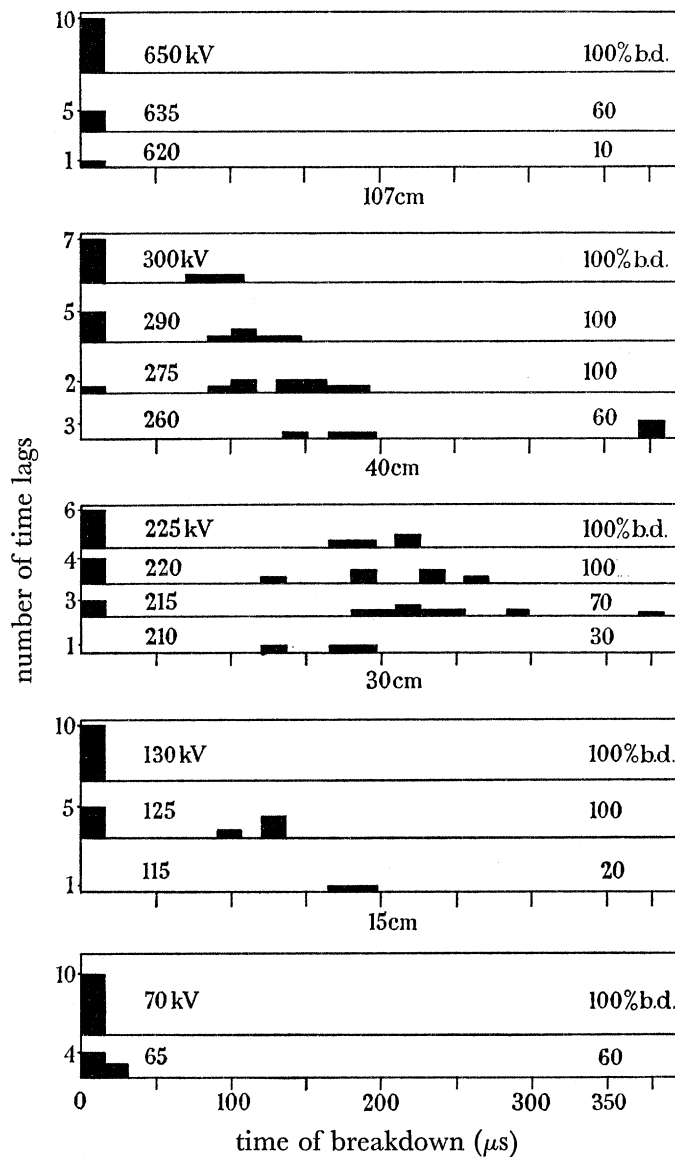 10
650 kV 100% b.d.
5 635 60
1 620 10
107cm
7 300 kV 100% b.d.
5 290 100
2 275 100
3 260 60
40cm
6 225 kV 100% b.d.
4 220 100
3 215 70
1 210 30
30cm
10
130 kV 100% b.d.
5 125 100
1 115 20
15cm
10
70 kV 100% b.d.
4 65 60
0 100 200 300 350
time of breakdown (μs)
number of time lags